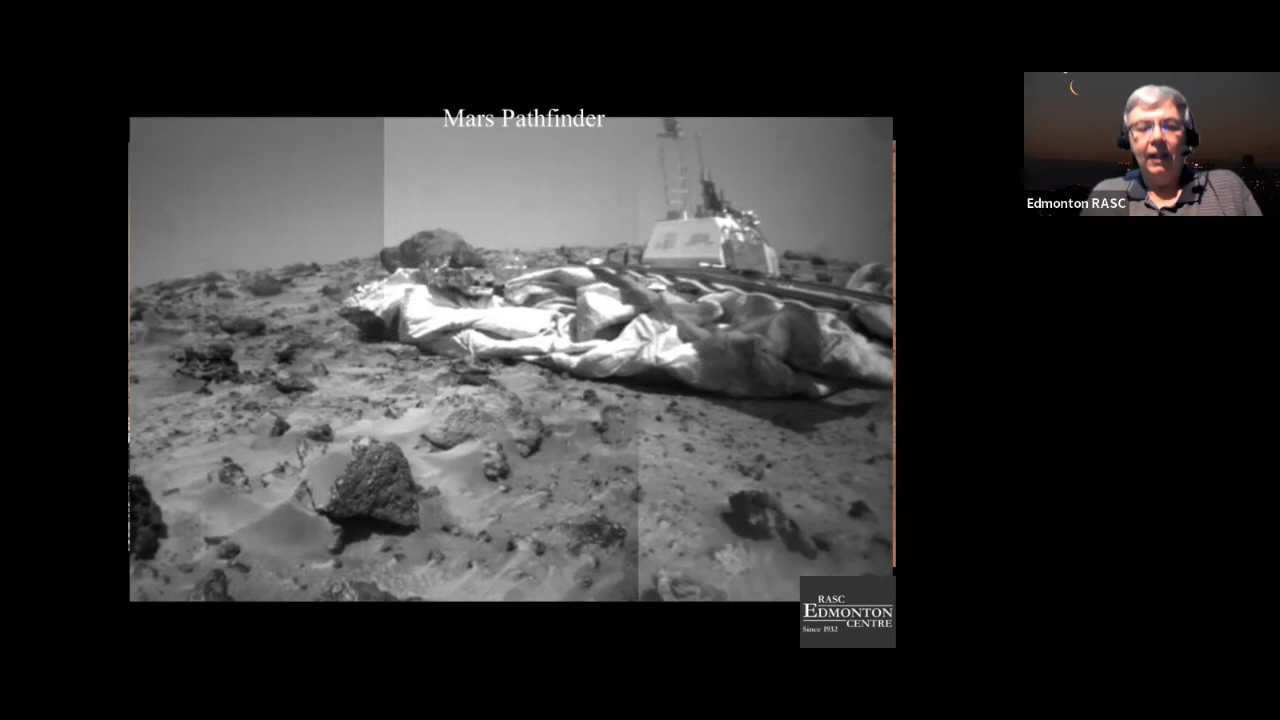 Mars Pathfinder
Edmonton RASC
RASC
EDMONTON
CENTRE
Since 1932